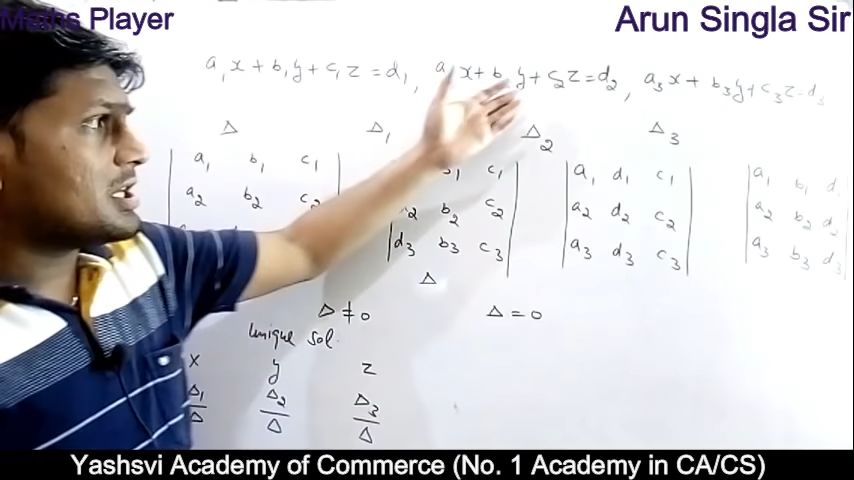 Maths Player
Arun Singla Sir
a₁x + b₁y + c₁z = d₁, a x + b y + c₂z = d₂, a₃x + b₃y + c₃z = d₃
Δ Δ₁ Δ₂ Δ₃
a₁ b₁ c₁ b₁ c₁ a₁ d₁ c₁ a₁ b₁ d₁
a₂ b₂ c₂ b₂ c₂ a₂ d₂ c₂ a₂ b₂ d₂
d₃ b₃ c₃ a₃ d₃ c₃ a₃ b₃ d₃
Δ
Δ ≠ 0 Δ = 0
Unique sol.
x y z
Δ₁/Δ Δ₂/Δ Δ₃/Δ
Yashsvi Academy of Commerce (No. 1 Academy in CA/CS)